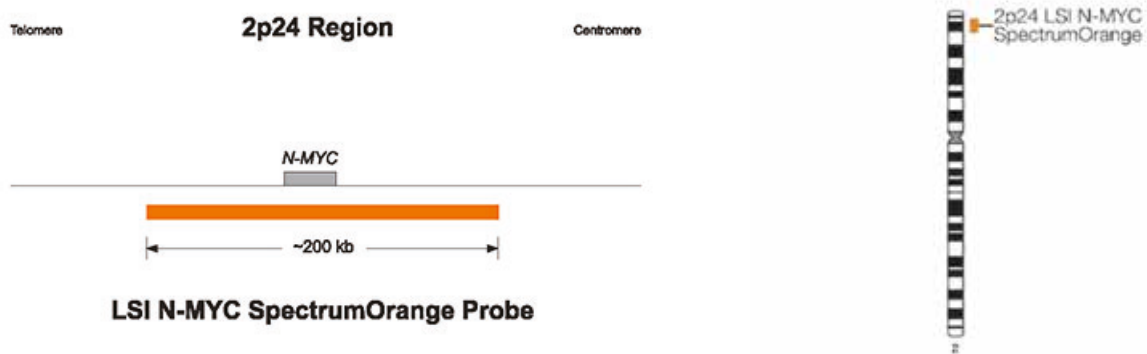 Telomere
2p24 Region
Centromere
N-MYC
~200 kb
LSI N-MYC SpectrumOrange Probe
2p24 LSI N-MYC
SpectrumOrange